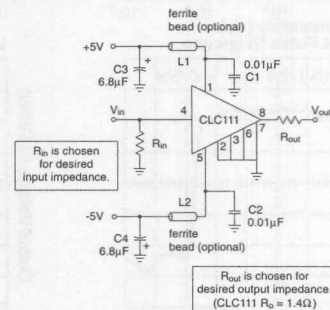 ferrite
bead (optional)
+5V
L1
C3
+
6.8µF
0.01µF
C1
1
Vin
4
8
Vout
CLC111
Rin
Rout
2
3
6
7
5
Rin is chosen
for desired
input impedance.
L2
-5V
C2
0.01µF
ferrite
bead (optional)
C4
6.8µF
+
Rout is chosen for
desired output impedance.
(CLC111 Ro = 1.4Ω)